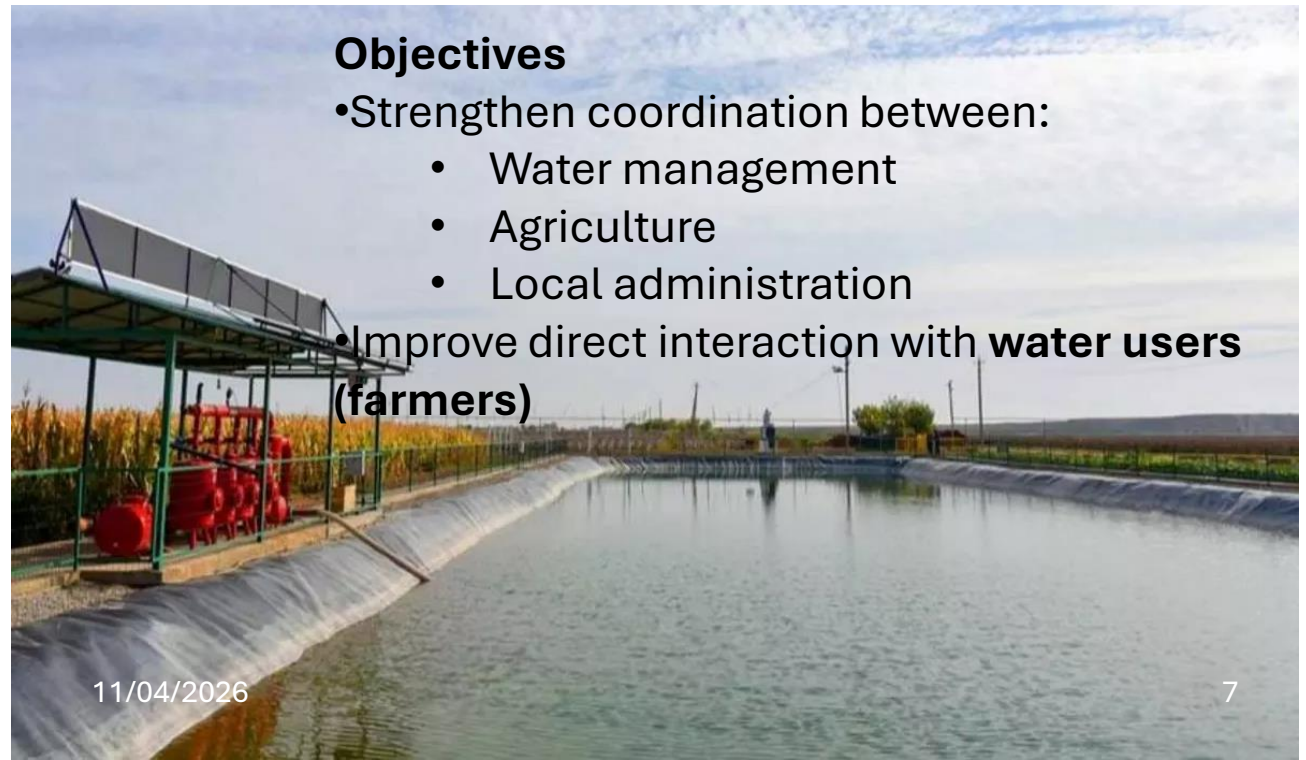 Objectives
•Strengthen coordination between:
• Water management
• Agriculture
• Local administration
•Improve direct interaction with water users
(farmers)
11/04/2026
7